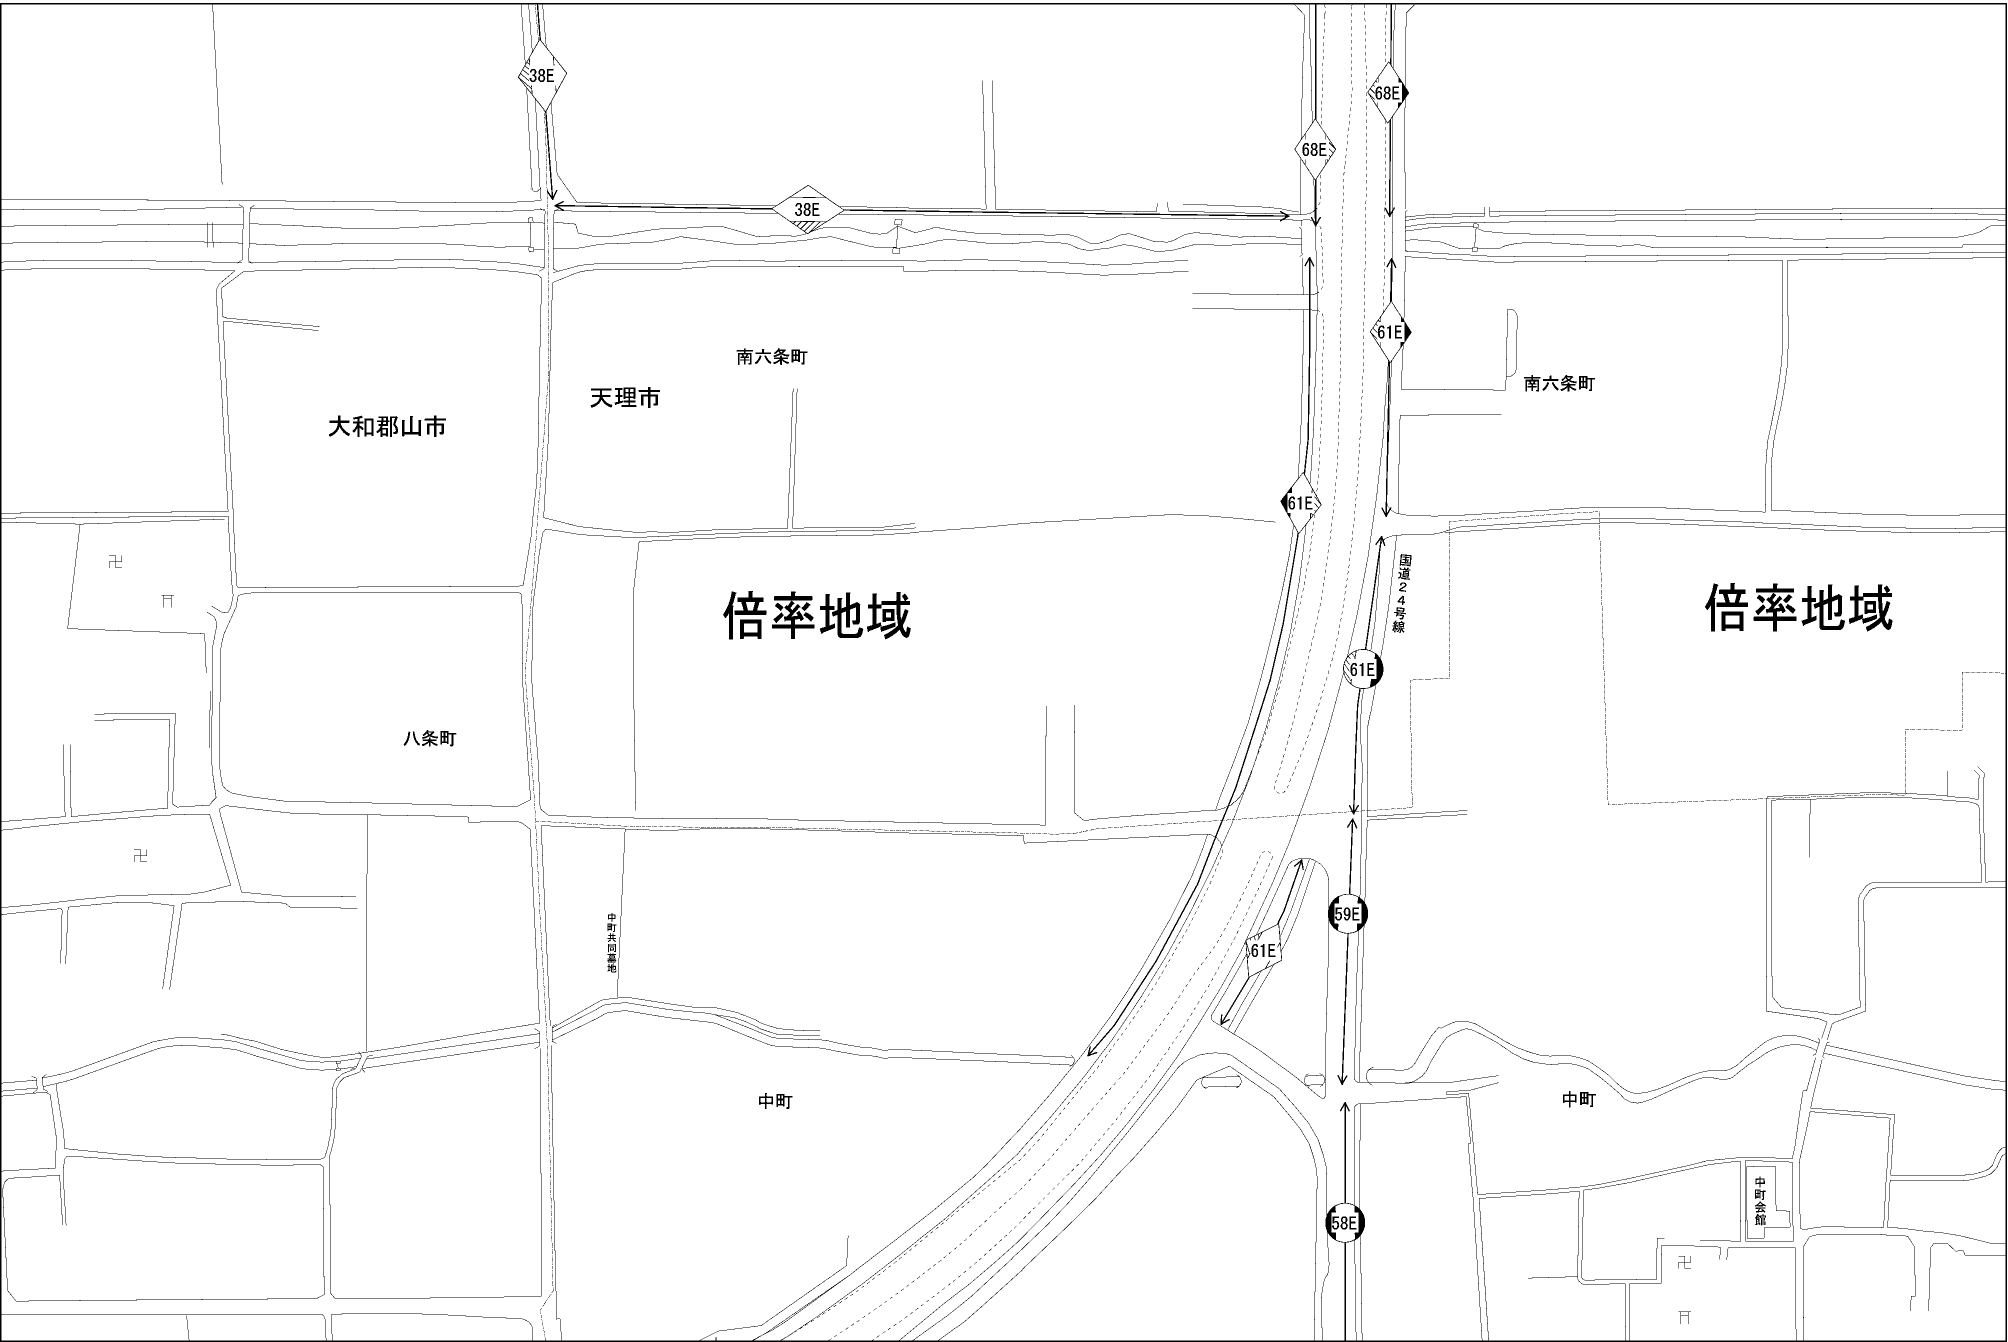 38E
68E
68E
38E
61E
南六条町
南六条町
天理市
大和郡山市
61E
国道24号線
倍率地域
倍率地域
61E
八条町
59E
中町共同墓地
61E
中町
中町
中町会館
58E